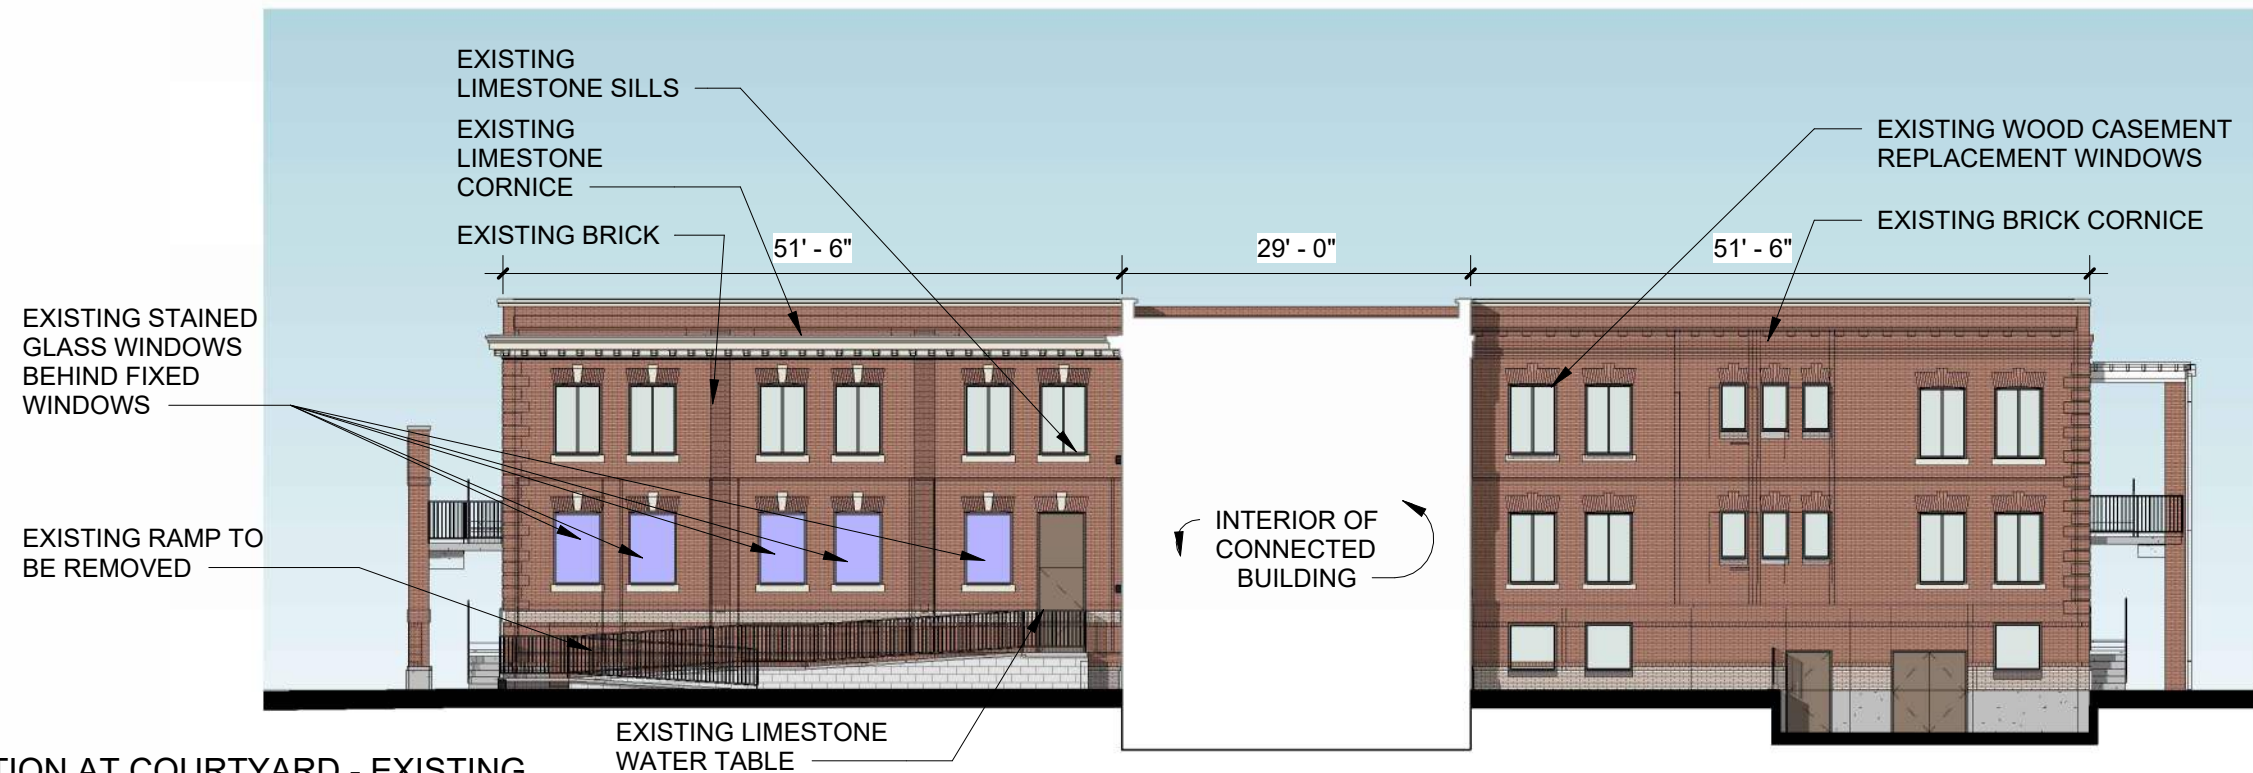 EXISTING
LIMESTONE SILLS
EXISTING
LIMESTONE
CORNICE
EXISTING BRICK
51' - 6"
29' - 0"
51' - 6"
EXISTING WOOD CASEMENT
REPLACEMENT WINDOWS
EXISTING BRICK CORNICE
EXISTING STAINED
GLASS WINDOWS
BEHIND FIXED
WINDOWS
EXISTING RAMP TO
BE REMOVED
INTERIOR OF
CONNECTED
BUILDING
EXISTING LIMESTONE
WATER TABLE
TION AT COURTYARD - EXISTING